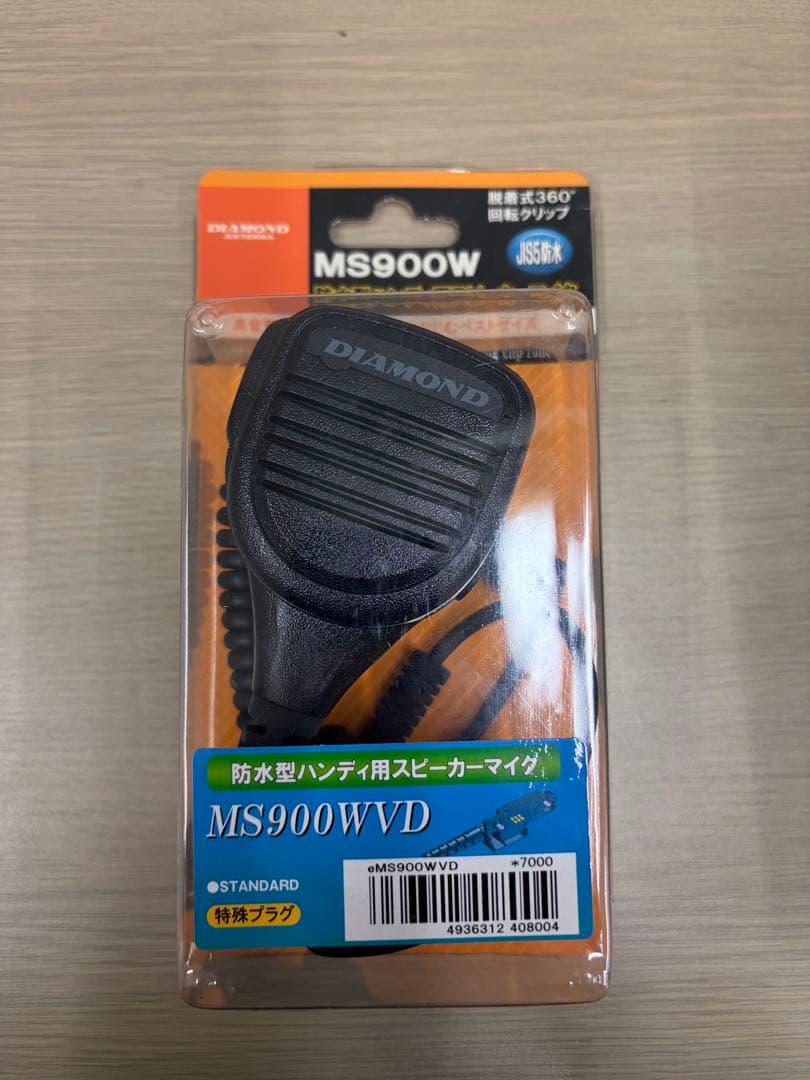 DIAMOND
ANTENNA
脱着式360°
回転クリップ
MS900W
JIS5防水
DIAMOND
防水型ハンディ用スピーカーマイク
MS900WVD
●STANDARD
特殊プラグ
eMS900WVD *7000
4936312 408004